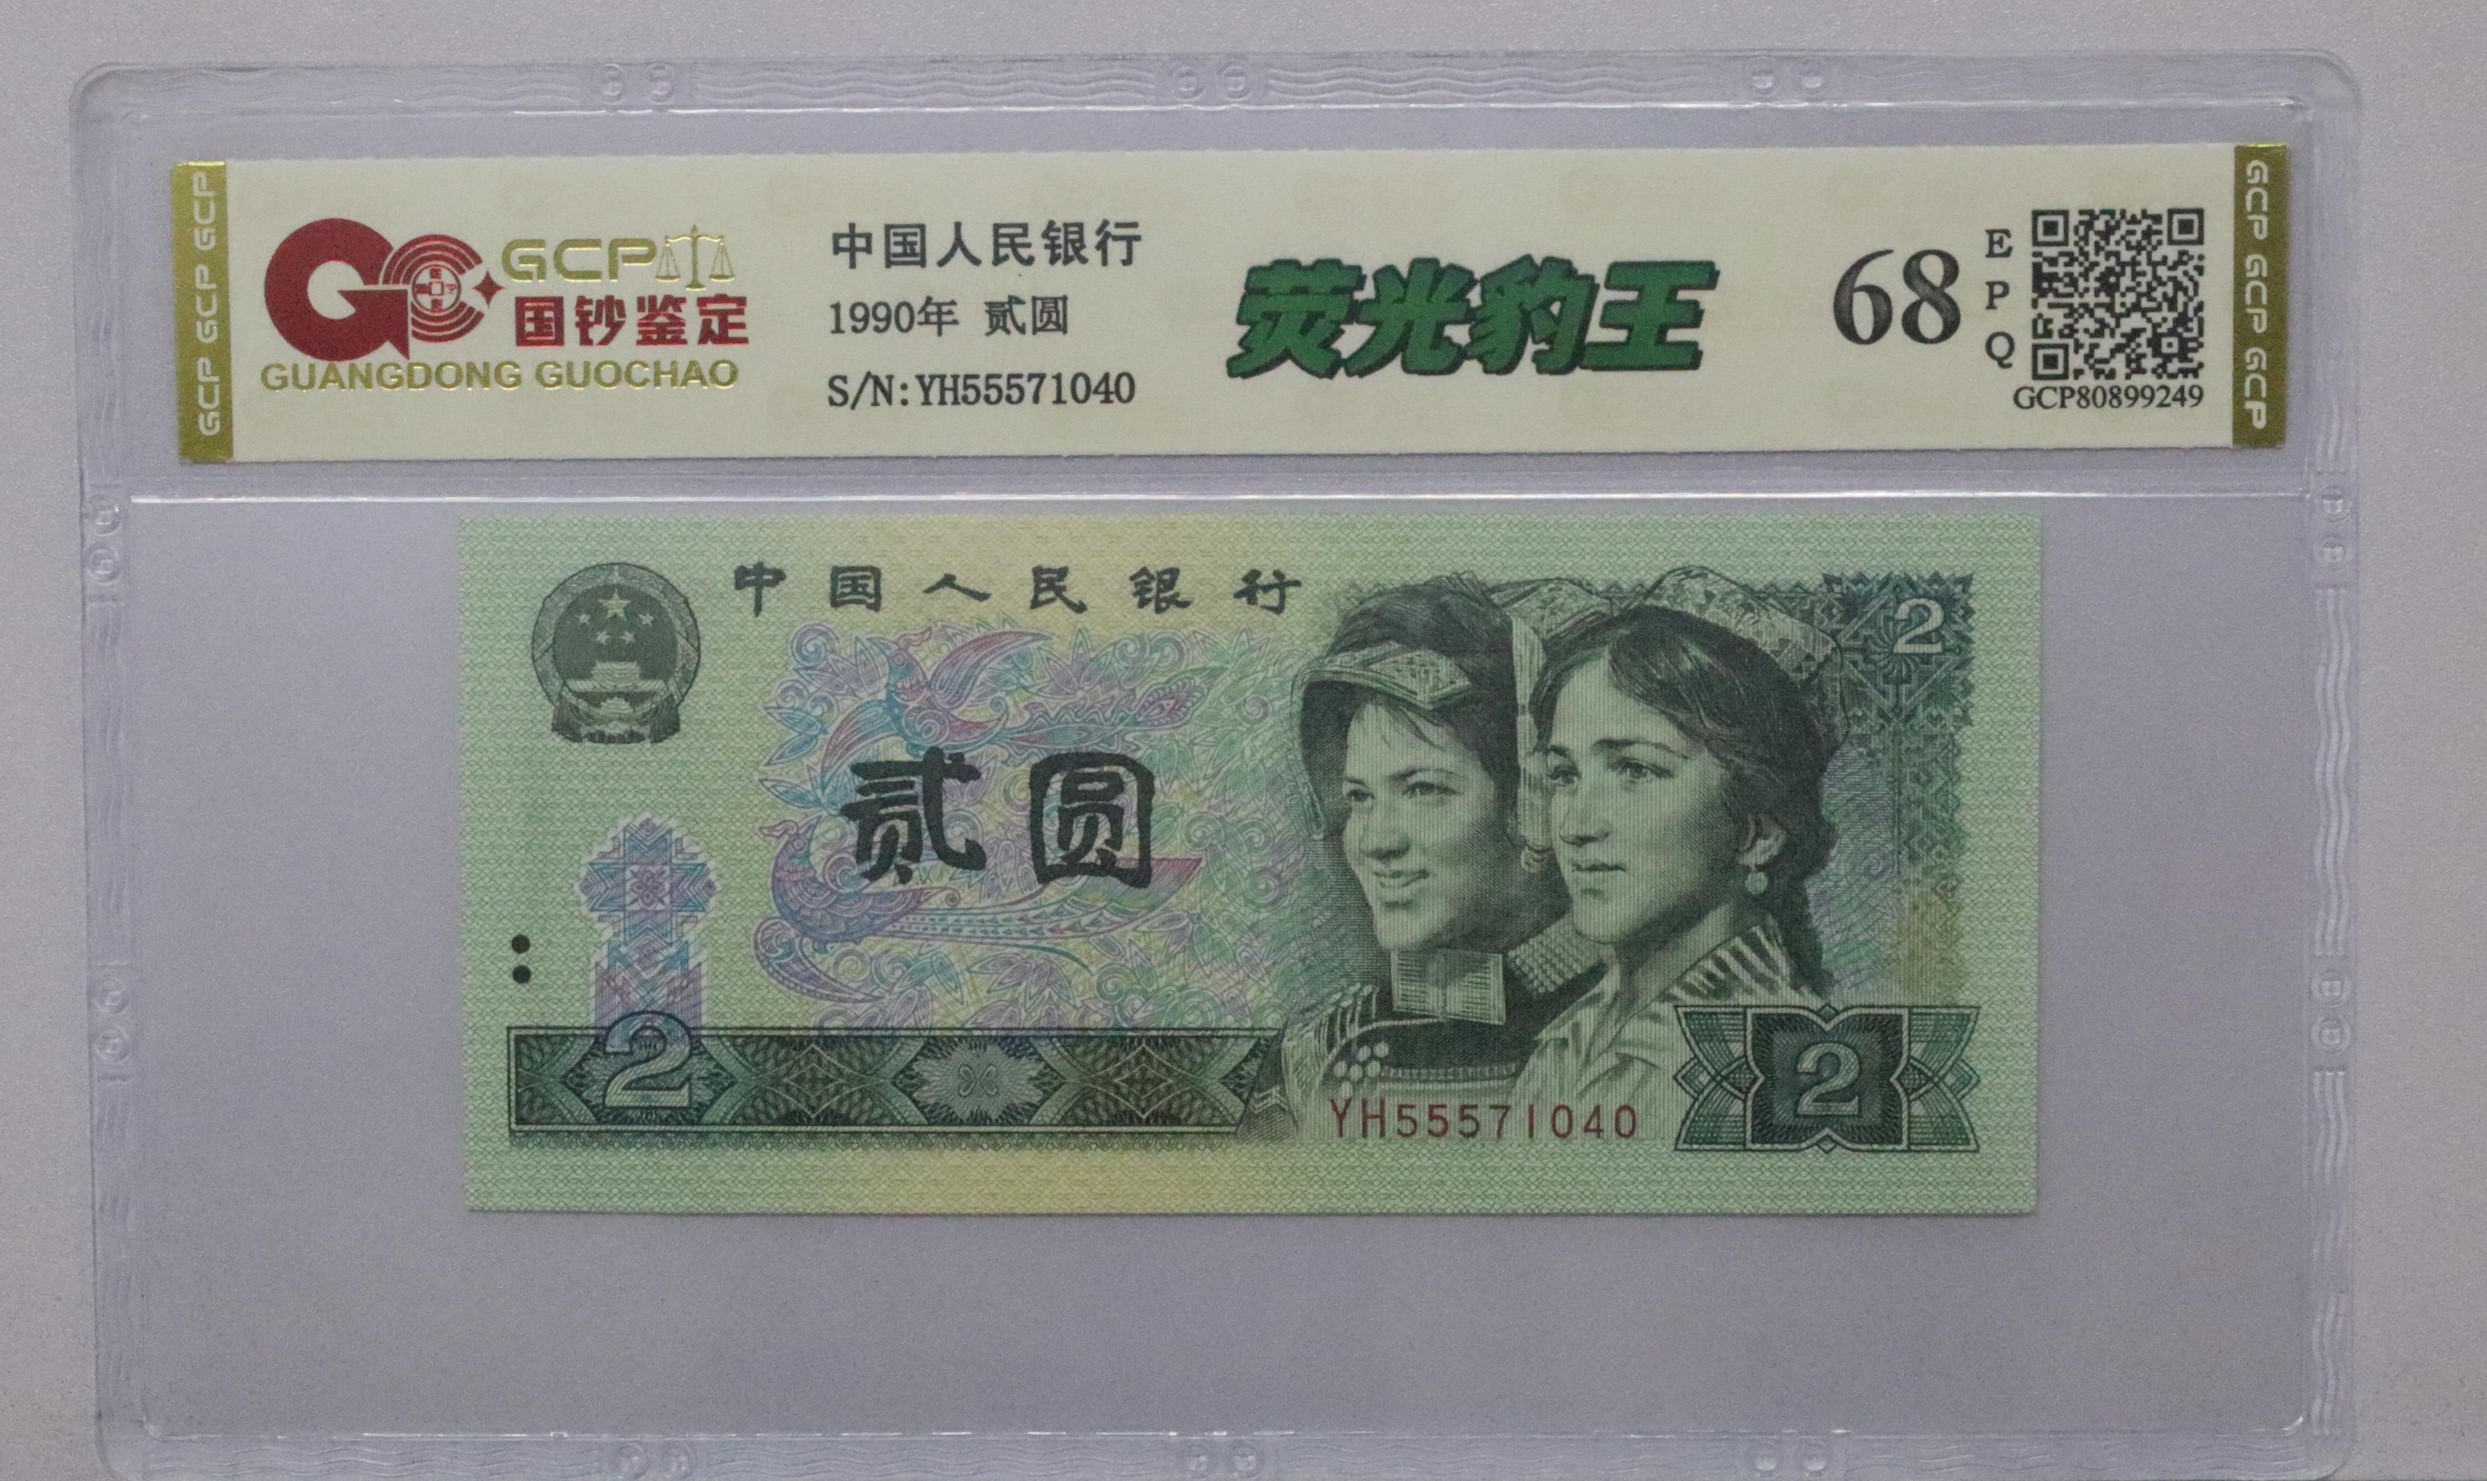 GCP GCP GCP
GCP
国钞鉴定
GUANGDONG GUOCHAO
中国人民银行
1990年 贰圆
S/N:YH55571040
荧光豹王
68
EPQ
GCP80899249
GCP GCP GCP
中国人民银行
2
贰圆
2
YH55571040
2